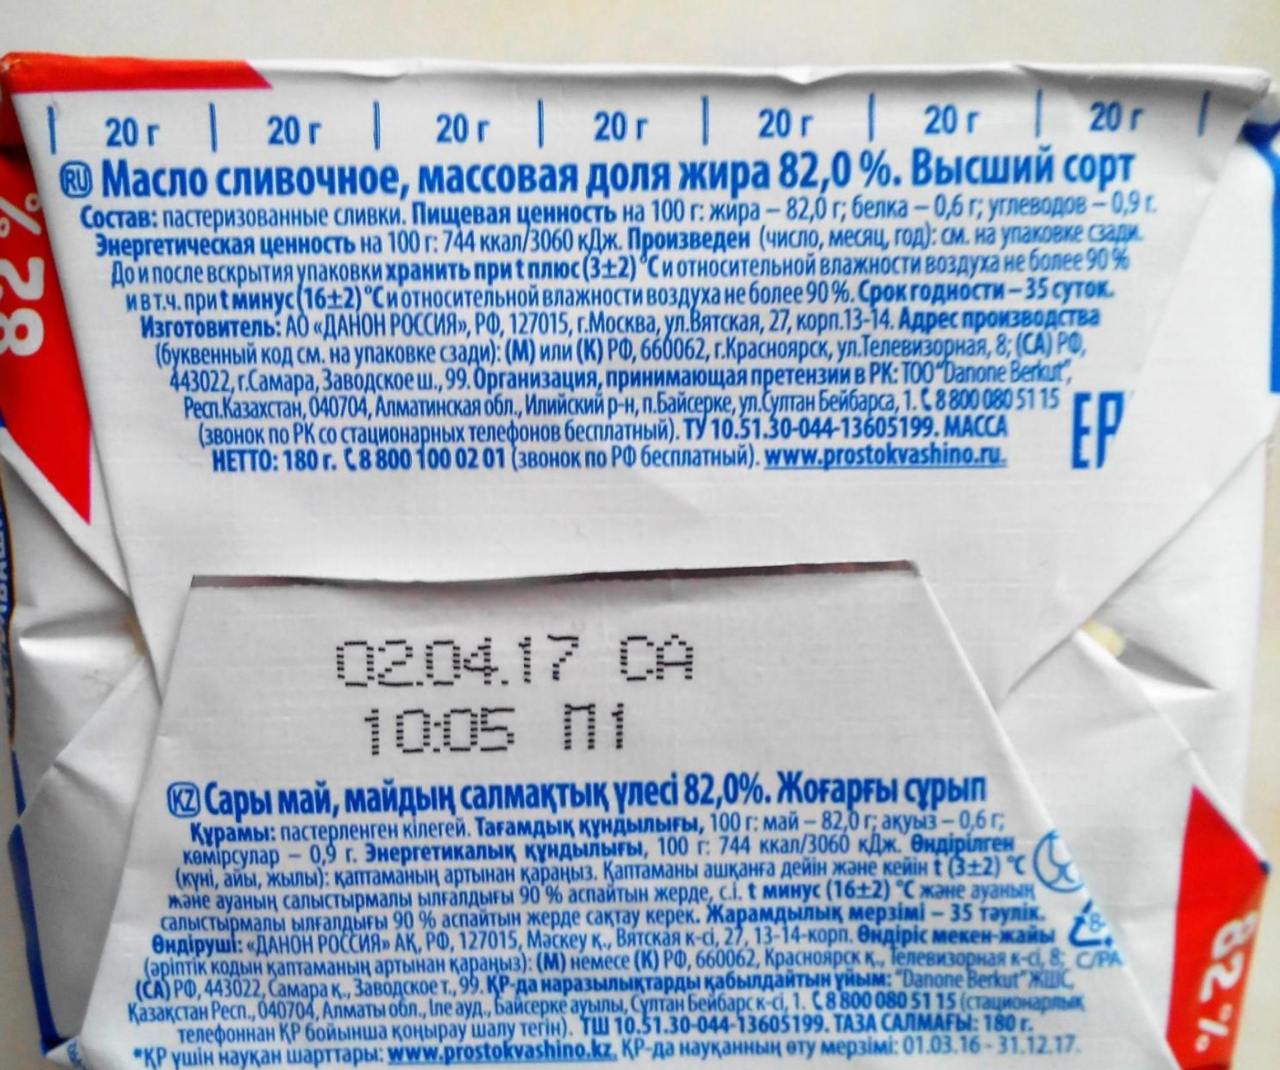 20 г 20 г 20 г 20 г 20 г 20 г 20 г
82%
RU Масло сливочное, массовая доля жира 82,0 %. Высший сорт
Состав: пастеризованные сливки. Пищевая ценность на 100 г: жира – 82,0 г; белка – 0,6 г; углеводов – 0,9 г.
Энергетическая ценность на 100 г: 744 ккал/3060 кДж. Произведен (число, месяц, год): см. на упаковке сзади.
До и после вскрытия упаковки хранить при t плюс (3±2) °С и относительной влажности воздуха не более 90 %
и в т.ч. при t минус (16±2) °С и относительной влажности воздуха не более 90 %. Срок годности – 35 суток.
Изготовитель: АО «ДАНОН РОССИЯ», РФ, 127015, г.Москва, ул.Вятская, 27, корп.13-14. Адрес производства
(буквенный код см. на упаковке сзади): (М) или (К) РФ, 660062, г.Красноярск, ул.Телевизорная, 8; (СА) РФ,
443022, г.Самара, Заводское ш., 99. Организация, принимающая претензии в РК: ТОО "Danone Berkut",
Респ.Казахстан, 040704, Алматинская обл., Илийский р-н, п.Байсерке, ул.Султан Бейбарса, 1. 8 800 080 51 15
(звонок по РК со стационарных телефонов бесплатный). ТУ 10.51.30-044-13605199. МАССА
НЕТТО: 180 г. 8 800 100 02 01 (звонок по РФ бесплатный). www.prostokvashino.ru.
02.04.17 СА
10:05 П1
KZ Сары май, майдың салмақтық үлесі 82,0%. Жоғарғы сұрып
Құрамы: пастерленген кілегей. Тағамдық құндылығы, 100 г: май – 82,0 г; ақуыз – 0,6 г;
көмірсулар – 0,9 г. Энергетикалық құндылығы, 100 г: 744 ккал/3060 кДж. Өндірілген
(күні, айы, жылы): қаптаманың артынан қараңыз. Қаптаманы ашқанға дейін және кейін t (3±2) °С
және ауаның салыстырмалы ылғалдығы 90 % аспайтын жерде, с.і. t минус (16±2) °С және ауаның
салыстырмалы ылғалдығы 90 % аспайтын жерде сақтау керек. Жарамдылық мерзімі – 35 тәулік.
Өндіруші: «ДАНОН РОССИЯ» АҚ, РФ, 127015, Мәскеу қ., Вятская к-сі, 27, 13-14-корп. Өндіріс мекен-жайы
(әріптік кодын қаптаманың артынан қараңыз): (М) немесе (К) РФ, 660062, Красноярск қ., Телевизорная к-сі, 8;
(СА) РФ, 443022, Самара қ., Заводское т., 99. ҚР-да наразылықтарды қабылдайтын ұйым: "Danone Berkut" ЖШС,
Қазақстан Респ., 040704, Алматы обл., Іле ауд., Байсерке ауылы, Сұлтан Бейбарс к-сі, 1. 8 800 080 51 15 (стационарлық
телефоннан ҚР бойынша қоңырау шалу тегін). ТШ 10.51.30-044-13605199. ТАЗА САЛМАҒЫ: 180 г.
*ҚР үшін науқан шарттары: www.prostokvashino.kz, ҚР-да науқанның өту мерзімі: 01.03.16 - 31.12.17.
C/PA
82%